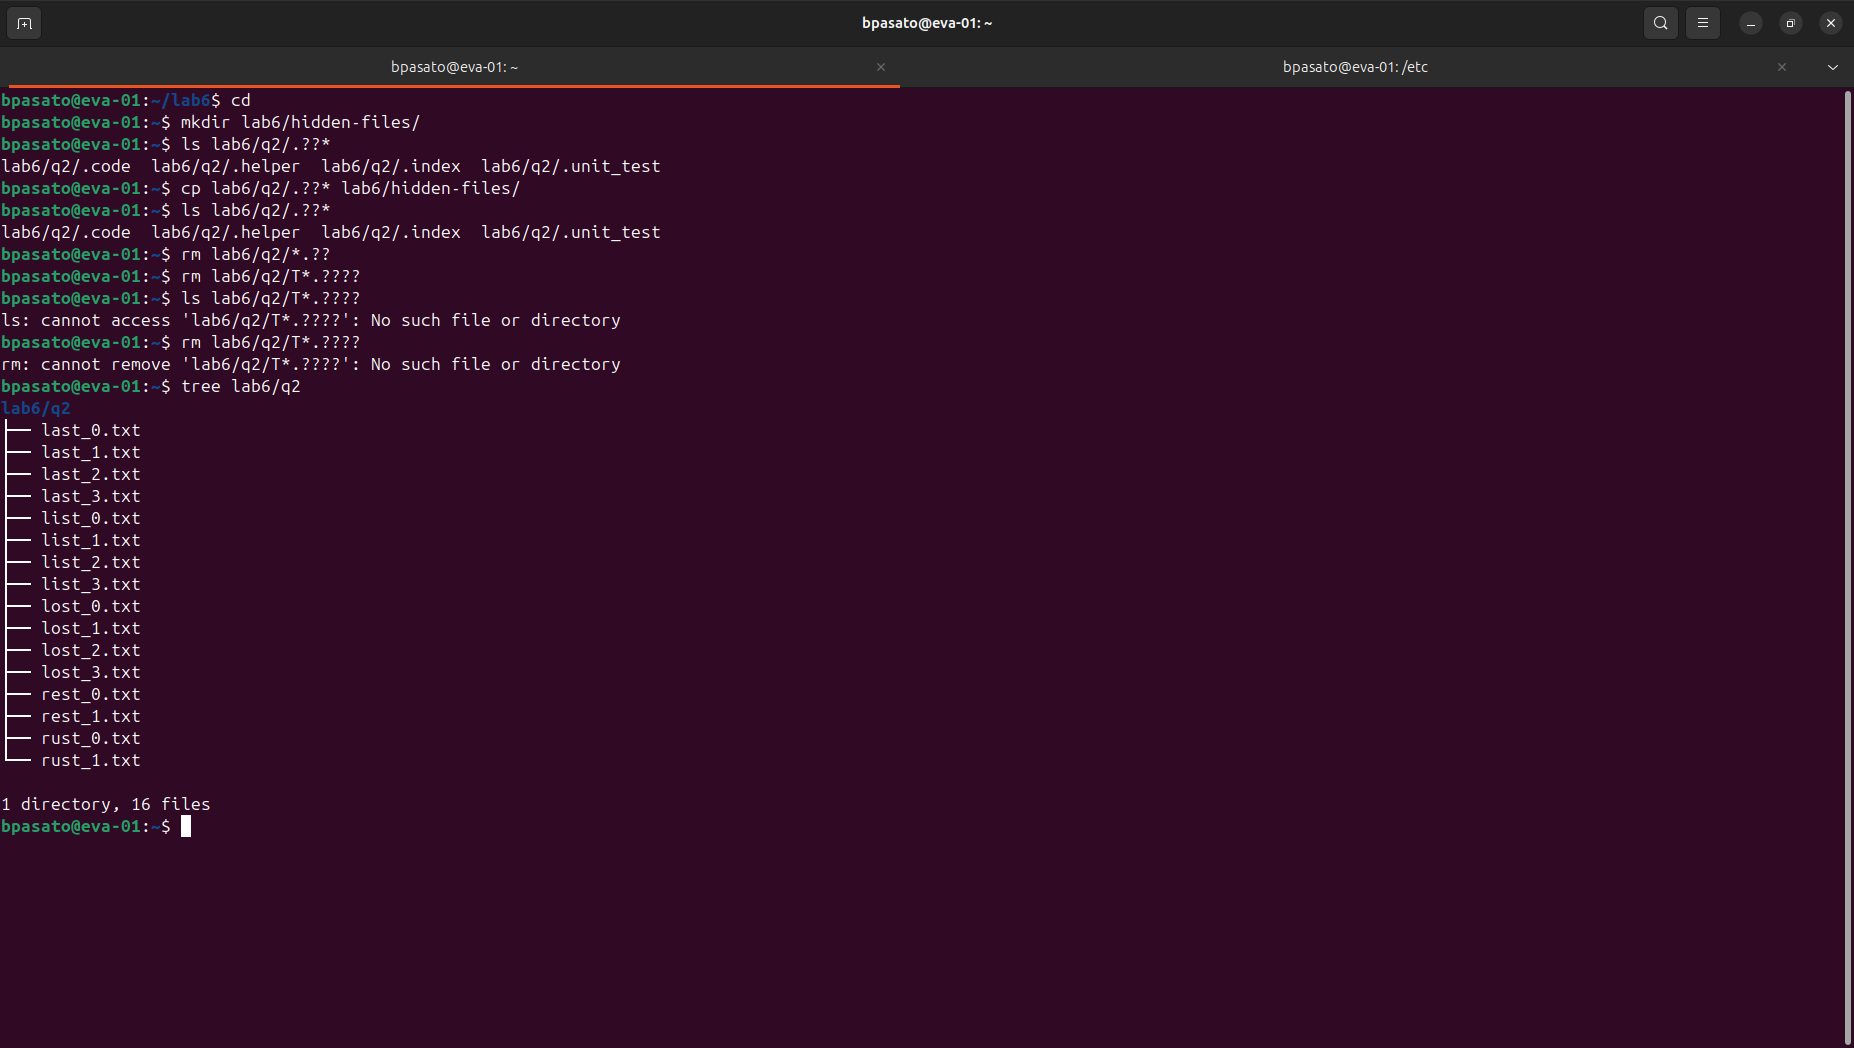 bpasato@eva-01: ~
bpasato@eva-01: ~ × bpasato@eva-01: /etc ×
bpasato@eva-01:~/lab6$ cd
bpasato@eva-01:~$ mkdir lab6/hidden-files/
bpasato@eva-01:~$ ls lab6/q2/.??*
lab6/q2/.code  lab6/q2/.helper  lab6/q2/.index  lab6/q2/.unit_test
bpasato@eva-01:~$ cp lab6/q2/.??* lab6/hidden-files/
bpasato@eva-01:~$ ls lab6/q2/.??*
lab6/q2/.code  lab6/q2/.helper  lab6/q2/.index  lab6/q2/.unit_test
bpasato@eva-01:~$ rm lab6/q2/*.??
bpasato@eva-01:~$ rm lab6/q2/T*.????
bpasato@eva-01:~$ ls lab6/q2/T*.????
ls: cannot access 'lab6/q2/T*.????': No such file or directory
bpasato@eva-01:~$ rm lab6/q2/T*.????
rm: cannot remove 'lab6/q2/T*.????': No such file or directory
bpasato@eva-01:~$ tree lab6/q2
lab6/q2
├── last_0.txt
├── last_1.txt
├── last_2.txt
├── last_3.txt
├── list_0.txt
├── list_1.txt
├── list_2.txt
├── list_3.txt
├── lost_0.txt
├── lost_1.txt
├── lost_2.txt
├── lost_3.txt
├── rest_0.txt
├── rest_1.txt
├── rust_0.txt
└── rust_1.txt
1 directory, 16 files
bpasato@eva-01:~$